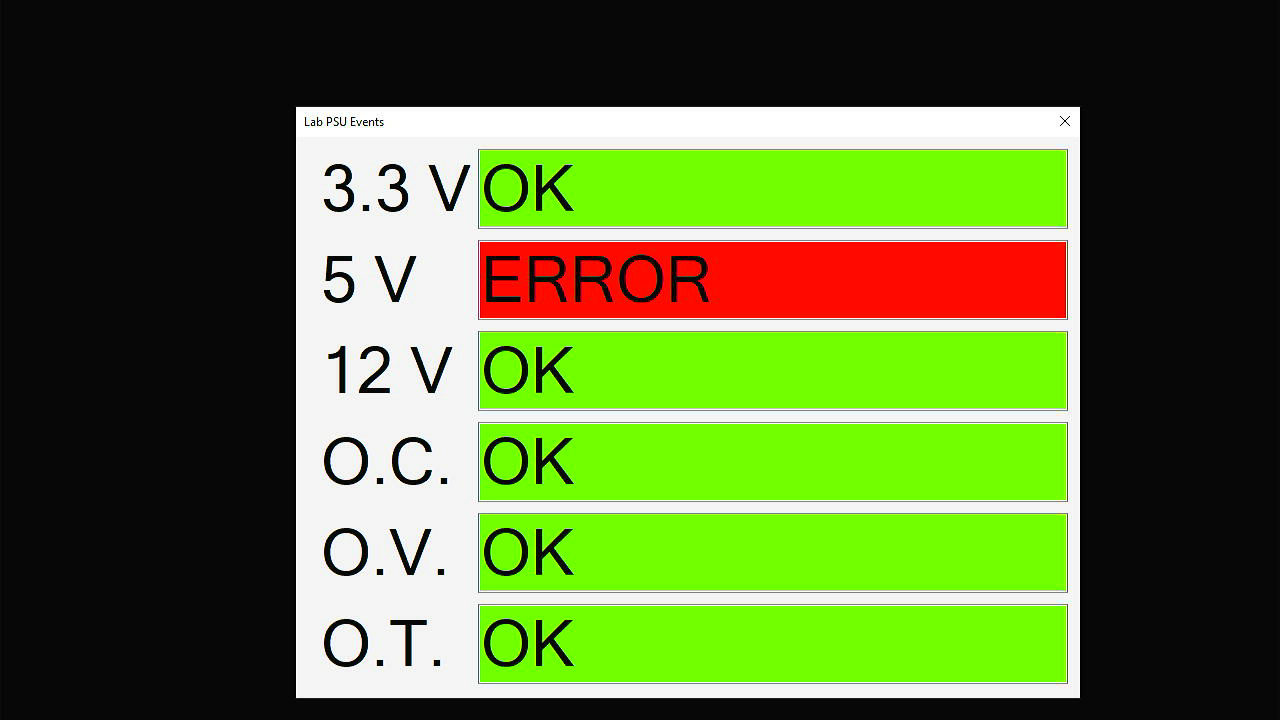 Lab PSU Events
3.3 V OK
5 V ERROR
12 V OK
O.C. OK
O.V. OK
O.T. OK